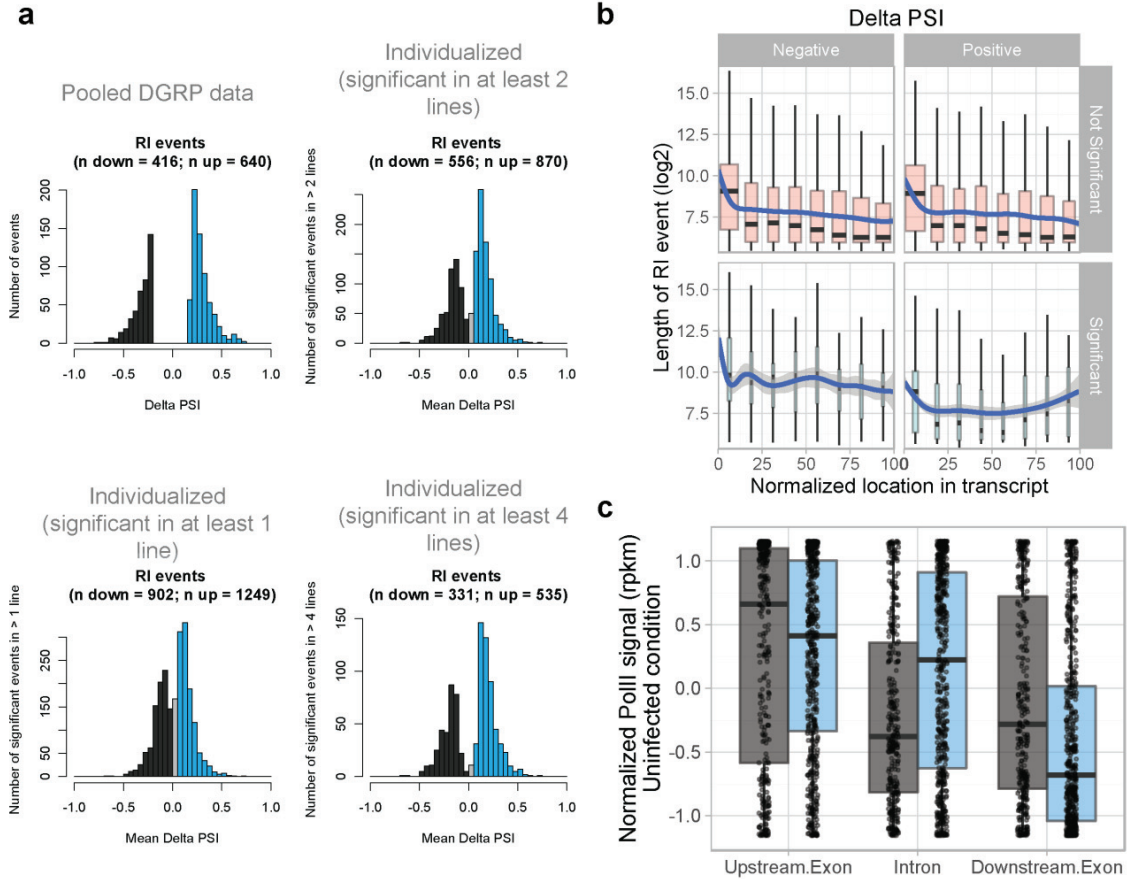 a
Pooled DGRP data
RI events
(n down = 416; n up = 640)
Number of events
200
150
100
50
0
-1.0 -0.5 0.0 0.5 1.0
Delta PSI
Individualized
(significant in at least 2
lines)
RI events
(n down = 556; n up = 870)
Number of significant events in > 2 lines
250
200
150
100
50
0
-1.0 -0.5 0.0 0.5 1.0
Mean Delta PSI
Individualized
(significant in at least 1
line)
RI events
(n down = 902; n up = 1249)
Number of significant events in > 1 line
250
150
50
0
-1.0 -0.5 0.0 0.5 1.0
Mean Delta PSI
Individualized
(significant in at least 4
lines)
RI events
(n down = 331; n up = 535)
Number of significant events in > 4 lines
150
100
50
0
-1.0 -0.5 0.0 0.5 1.0
Mean Delta PSI
b
Delta PSI
Negative Positive
Not Significant
Significant
Length of RI event (log2)
15.0
12.5
10.0
7.5
15.0
12.5
10.0
7.5
0 25 50 75 100 0 25 50 75 100
Normalized location in transcript
c
Normalized PolII signal (rpkm)
Uninfected condition
1.0
0.5
0.0
-0.5
-1.0
Upstream.Exon Intron Downstream.Exon